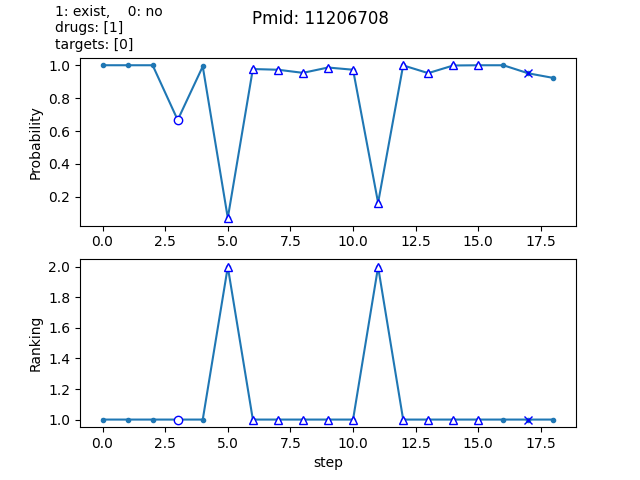 1: exist,    0: no
drugs: [1]
targets: [0]
Pmid: 11206708
1.0
0.8
0.6
0.4
0.2
Probability
0.0 2.5 5.0 7.5 10.0 12.5 15.0 17.5
2.0
1.8
1.6
1.4
1.2
1.0
Ranking
0.0 2.5 5.0 7.5 10.0 12.5 15.0 17.5
step